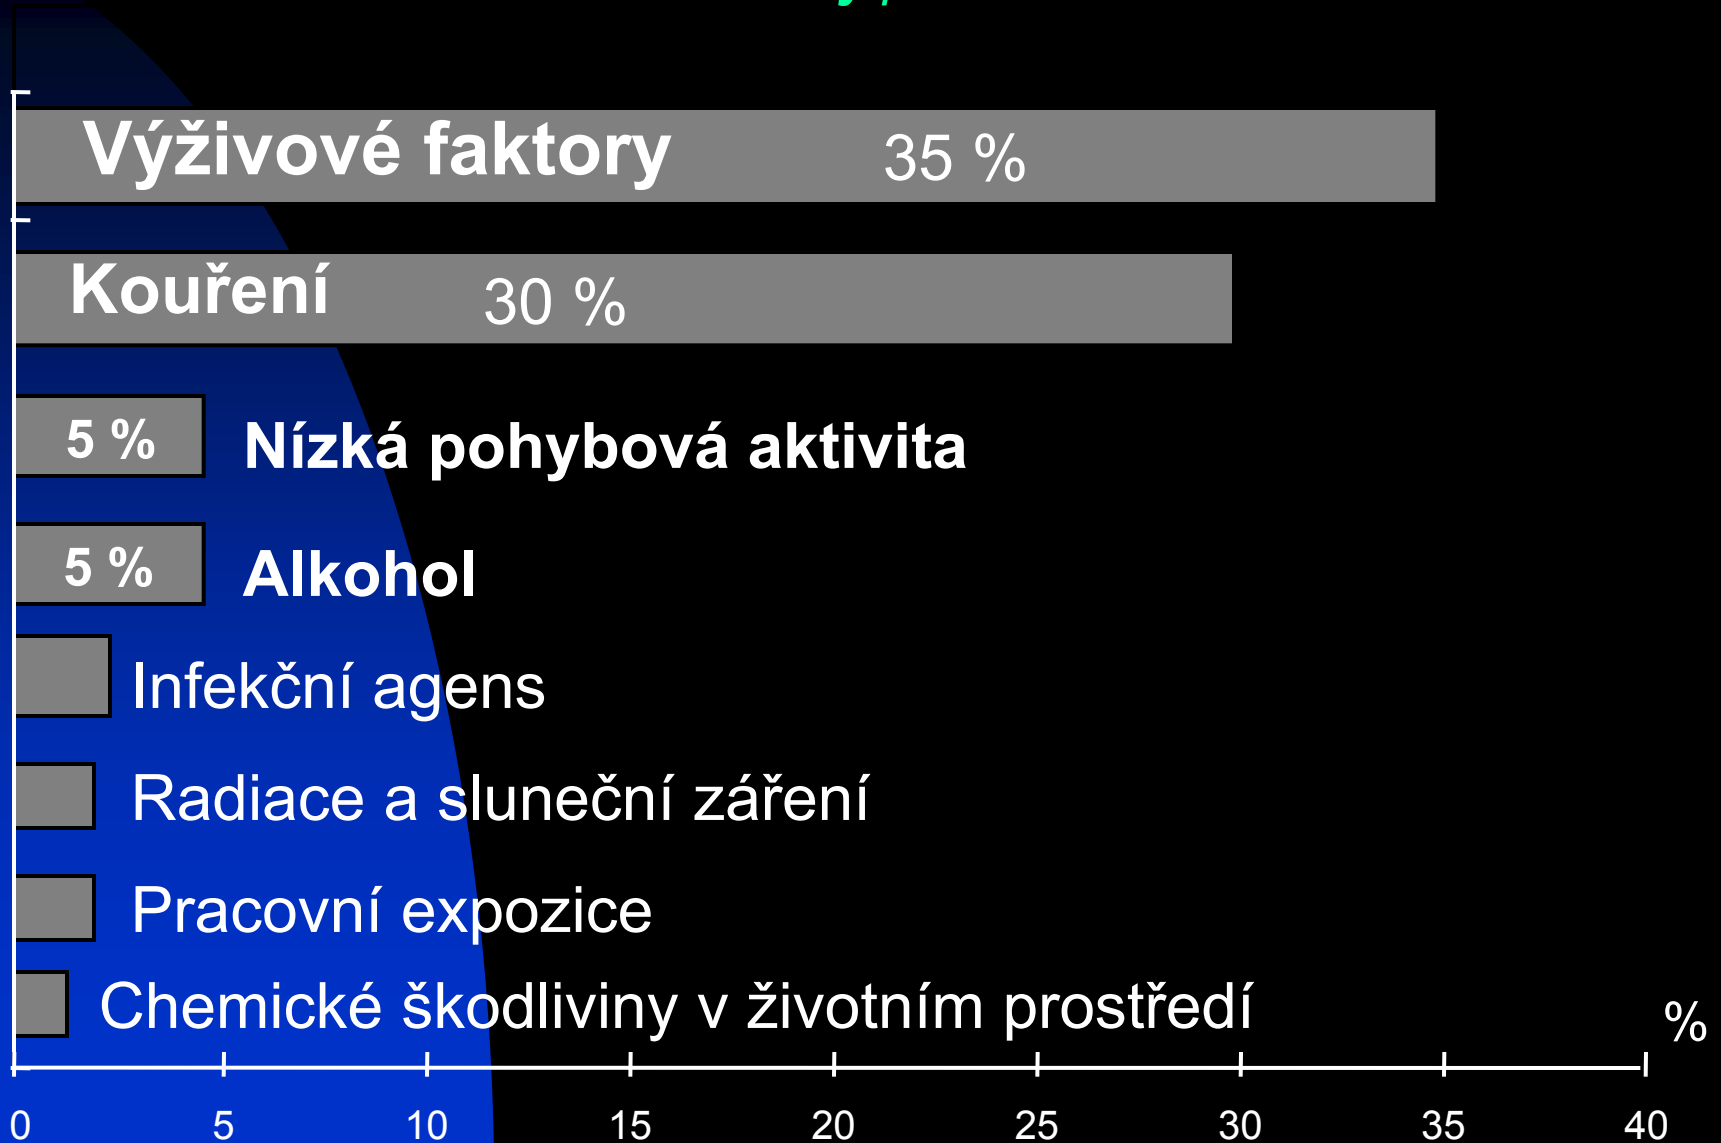 Výživové faktory 35 %
Kouření 30 %
5 % Nízká pohybová aktivita
5 % Alkohol
Infekční agens
Radiace a sluneční záření
Pracovní expozice
Chemické škodliviny v životním prostředí %
0 5 10 15 20 25 30 35 40